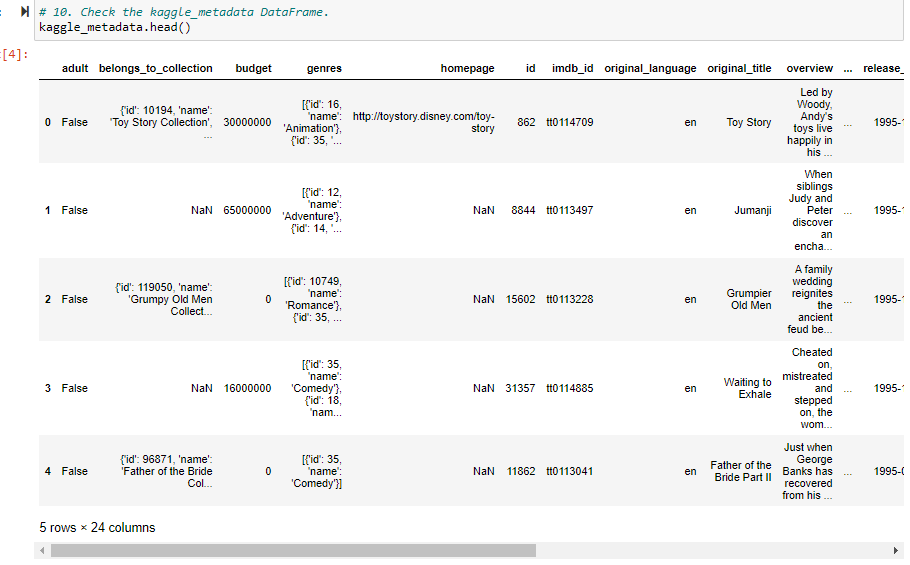 # 10. Check the kaggle_metadata DataFrame.
kaggle_metadata.head()
[4]:
adult belongs_to_collection budget genres homepage id imdb_id original_language original_title overview ... release_
0 False {'id': 10194, 'name': 'Toy Story Collection', ... 30000000 [{'id': 16, 'name': 'Animation'}, {'id': 35, '... http://toystory.disney.com/toy-story 862 tt0114709 en Toy Story Led by Woody, Andy's toys live happily in his ... ... 1995-1
1 False NaN 65000000 [{'id': 12, 'name': 'Adventure'}, {'id': 14, '... NaN 8844 tt0113497 en Jumanji When siblings Judy and Peter discover an encha... ... 1995-1
2 False {'id': 119050, 'name': 'Grumpy Old Men Collect... 0 [{'id': 10749, 'name': 'Romance'}, {'id': 35, ... NaN 15602 tt0113228 en Grumpier Old Men A family wedding reignites the ancient feud be... ... 1995-1
3 False NaN 16000000 [{'id': 35, 'name': 'Comedy'}, {'id': 18, 'nam... NaN 31357 tt0114885 en Waiting to Exhale Cheated on, mistreated and stepped on, the wom... ... 1995-1
4 False {'id': 96871, 'name': 'Father of the Bride Col... 0 [{'id': 35, 'name': 'Comedy'}] NaN 11862 tt0113041 en Father of the Bride Part II Just when George Banks has recovered from his ... ... 1995-0
5 rows × 24 columns